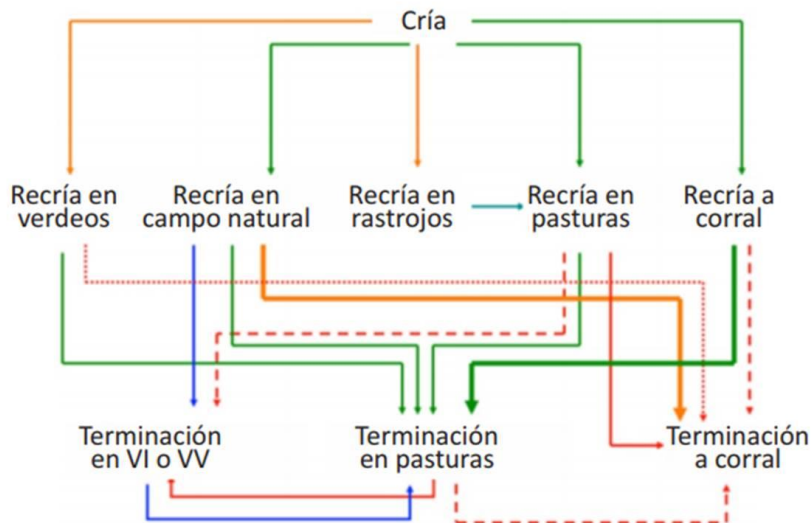 Cría
Recría en
verdeos
Recría en
campo natural
Recría en
rastrojos
Recría en
pasturas
Recría a
corral
Terminación
en VI o VV
Terminación
en pasturas
Terminación
a corral